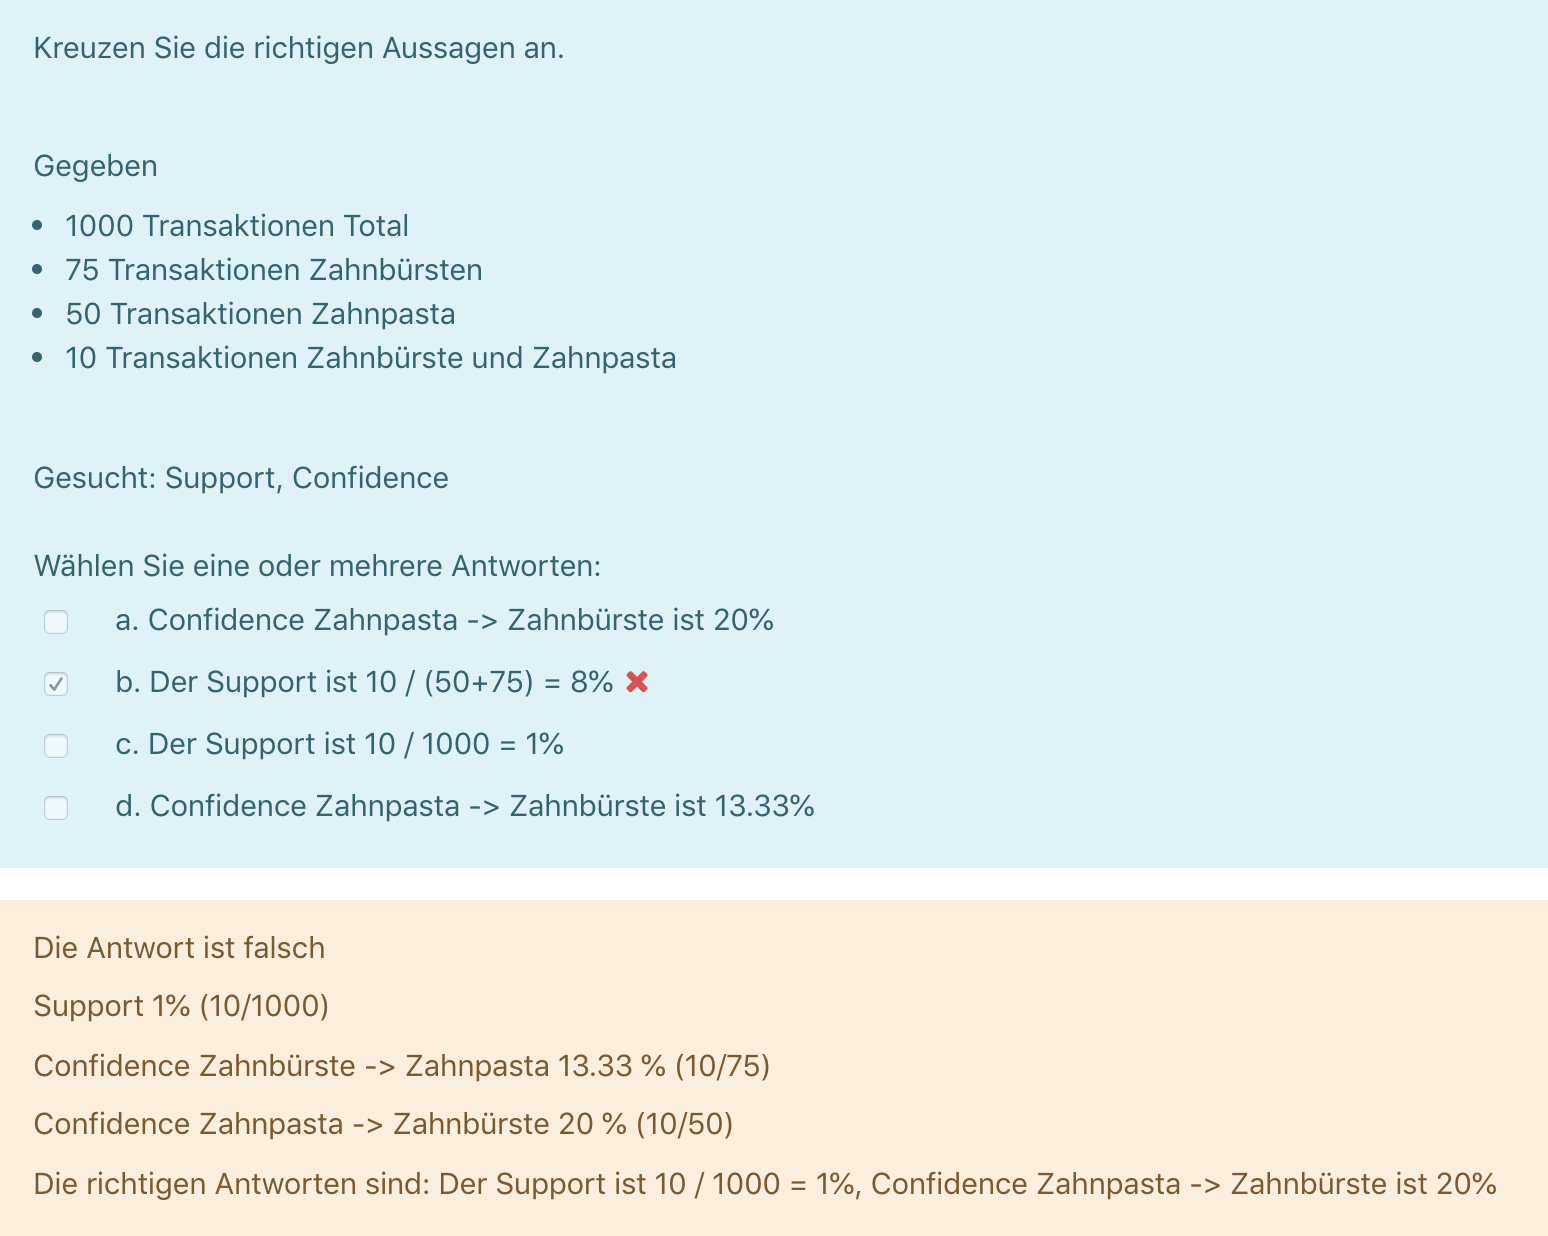 Kreuzen Sie die richtigen Aussagen an.
Gegeben
• 1000 Transaktionen Total
• 75 Transaktionen Zahnbürsten
• 50 Transaktionen Zahnpasta
• 10 Transaktionen Zahnbürste und Zahnpasta
Gesucht: Support, Confidence
Wählen Sie eine oder mehrere Antworten:
a. Confidence Zahnpasta -> Zahnbürste ist 20%
b. Der Support ist 10 / (50+75) = 8%
c. Der Support ist 10 / 1000 = 1%
d. Confidence Zahnpasta -> Zahnbürste ist 13.33%
Die Antwort ist falsch
Support 1% (10/1000)
Confidence Zahnbürste -> Zahnpasta 13.33 % (10/75)
Confidence Zahnpasta -> Zahnbürste 20 % (10/50)
Die richtigen Antworten sind: Der Support ist 10 / 1000 = 1%, Confidence Zahnpasta -> Zahnbürste ist 20%